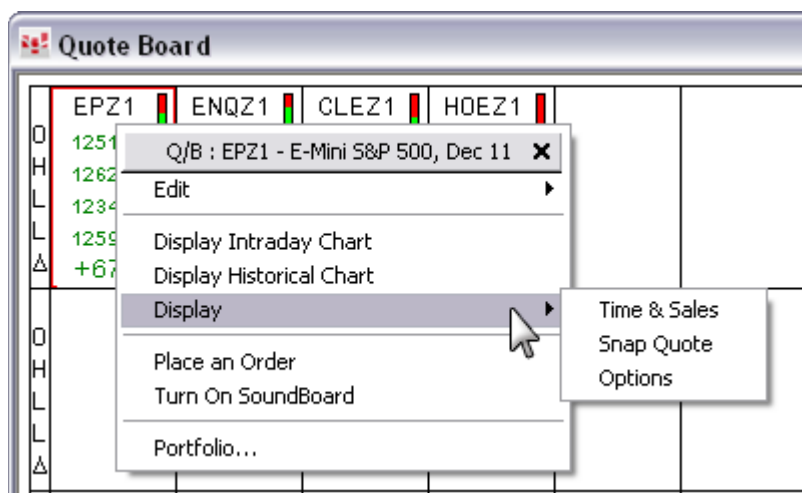 Quote Board
EPZ1 ENQZ1 CLEZ1 HOEZ1
O 1251
H 1262
L 1234
L 1259
Δ +67
Q/B : EPZ1 - E-Mini S&P 500, Dec 11
Edit
Display Intraday Chart
Display Historical Chart
Display
Time & Sales
Snap Quote
Options
Place an Order
Turn On SoundBoard
Portfolio...
O
H
L
L
Δ